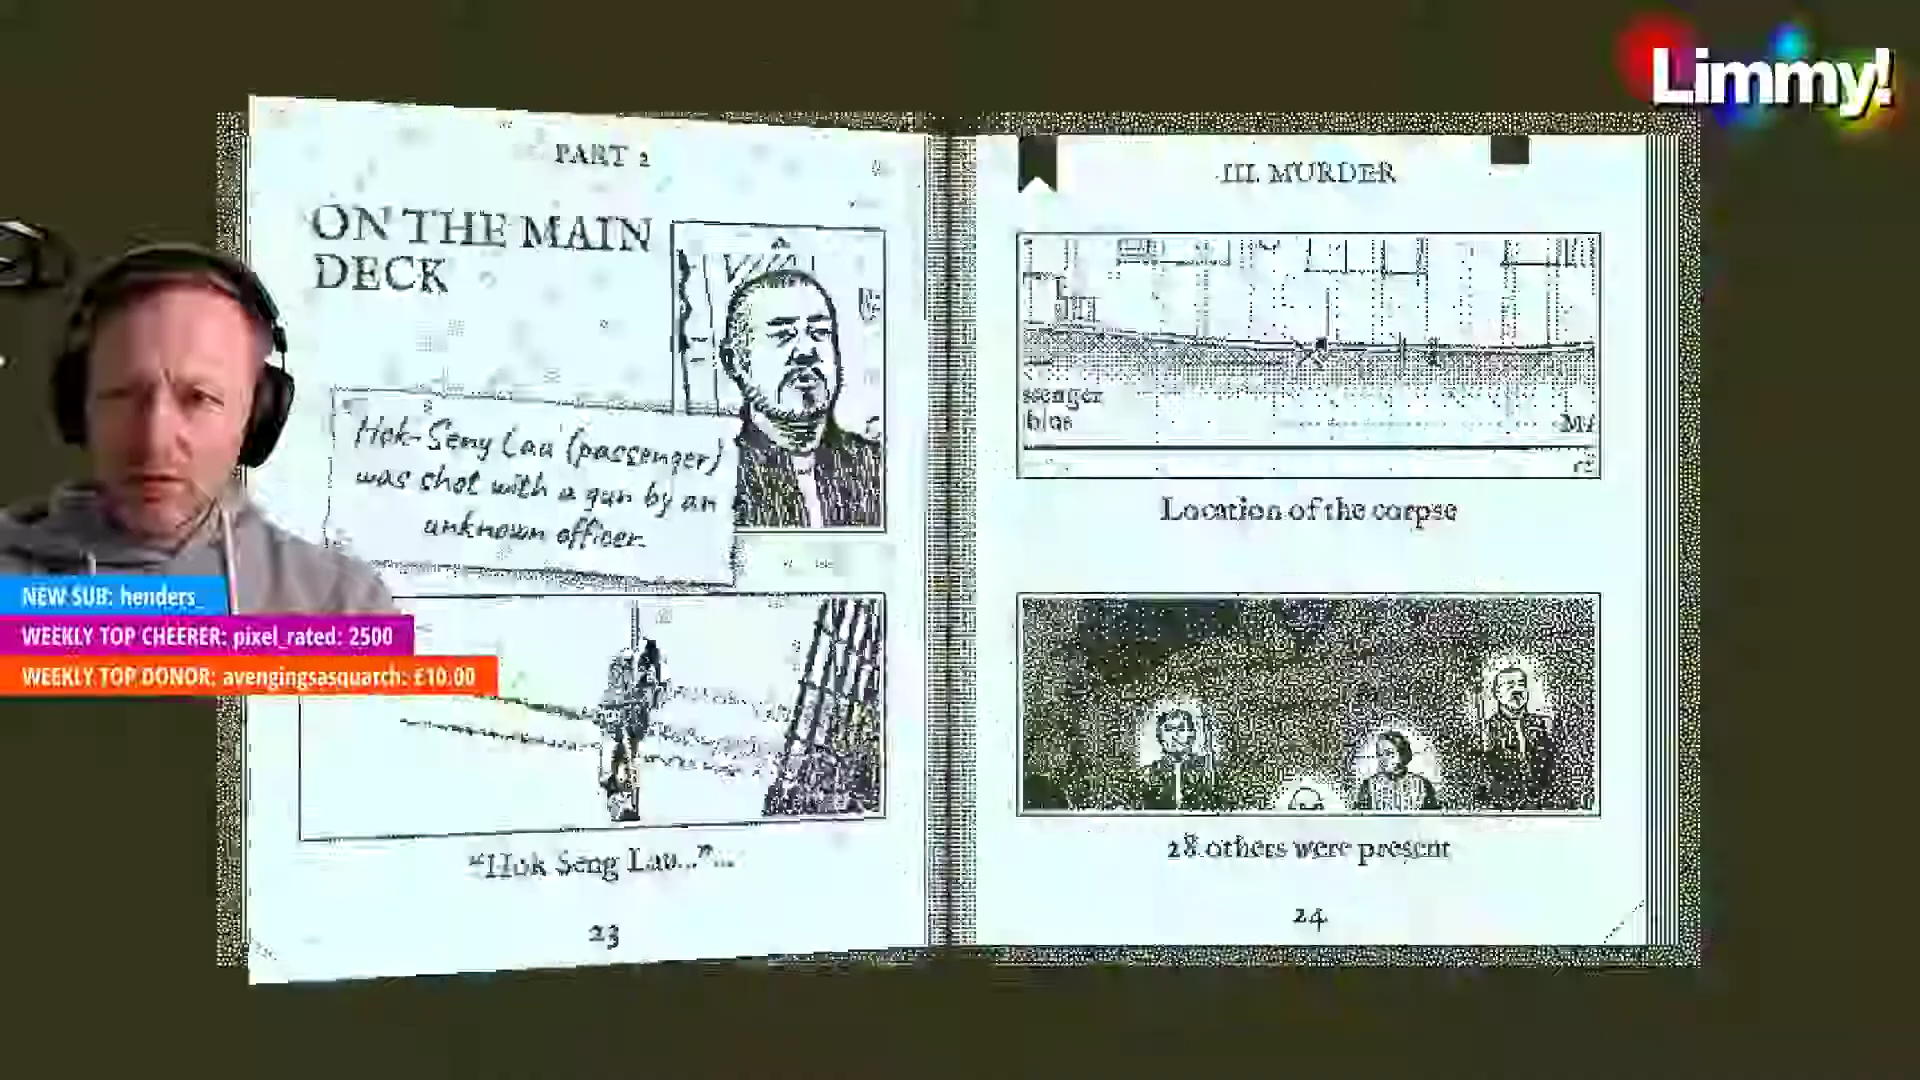 Limmy!
PART 2
ON THE MAIN
DECK
Hok-Seng Lau (passenger)
was shot with a gun by an
unknown officer.
"Hok Seng Lau..."...
23
III. MURDER
ssenger
Location of the corpse
28 others were present
24
NEW SUB: henders_
WEEKLY TOP CHEERER: pixel_rated: 2500
WEEKLY TOP DONOR: avengingsasquatch: £10.00